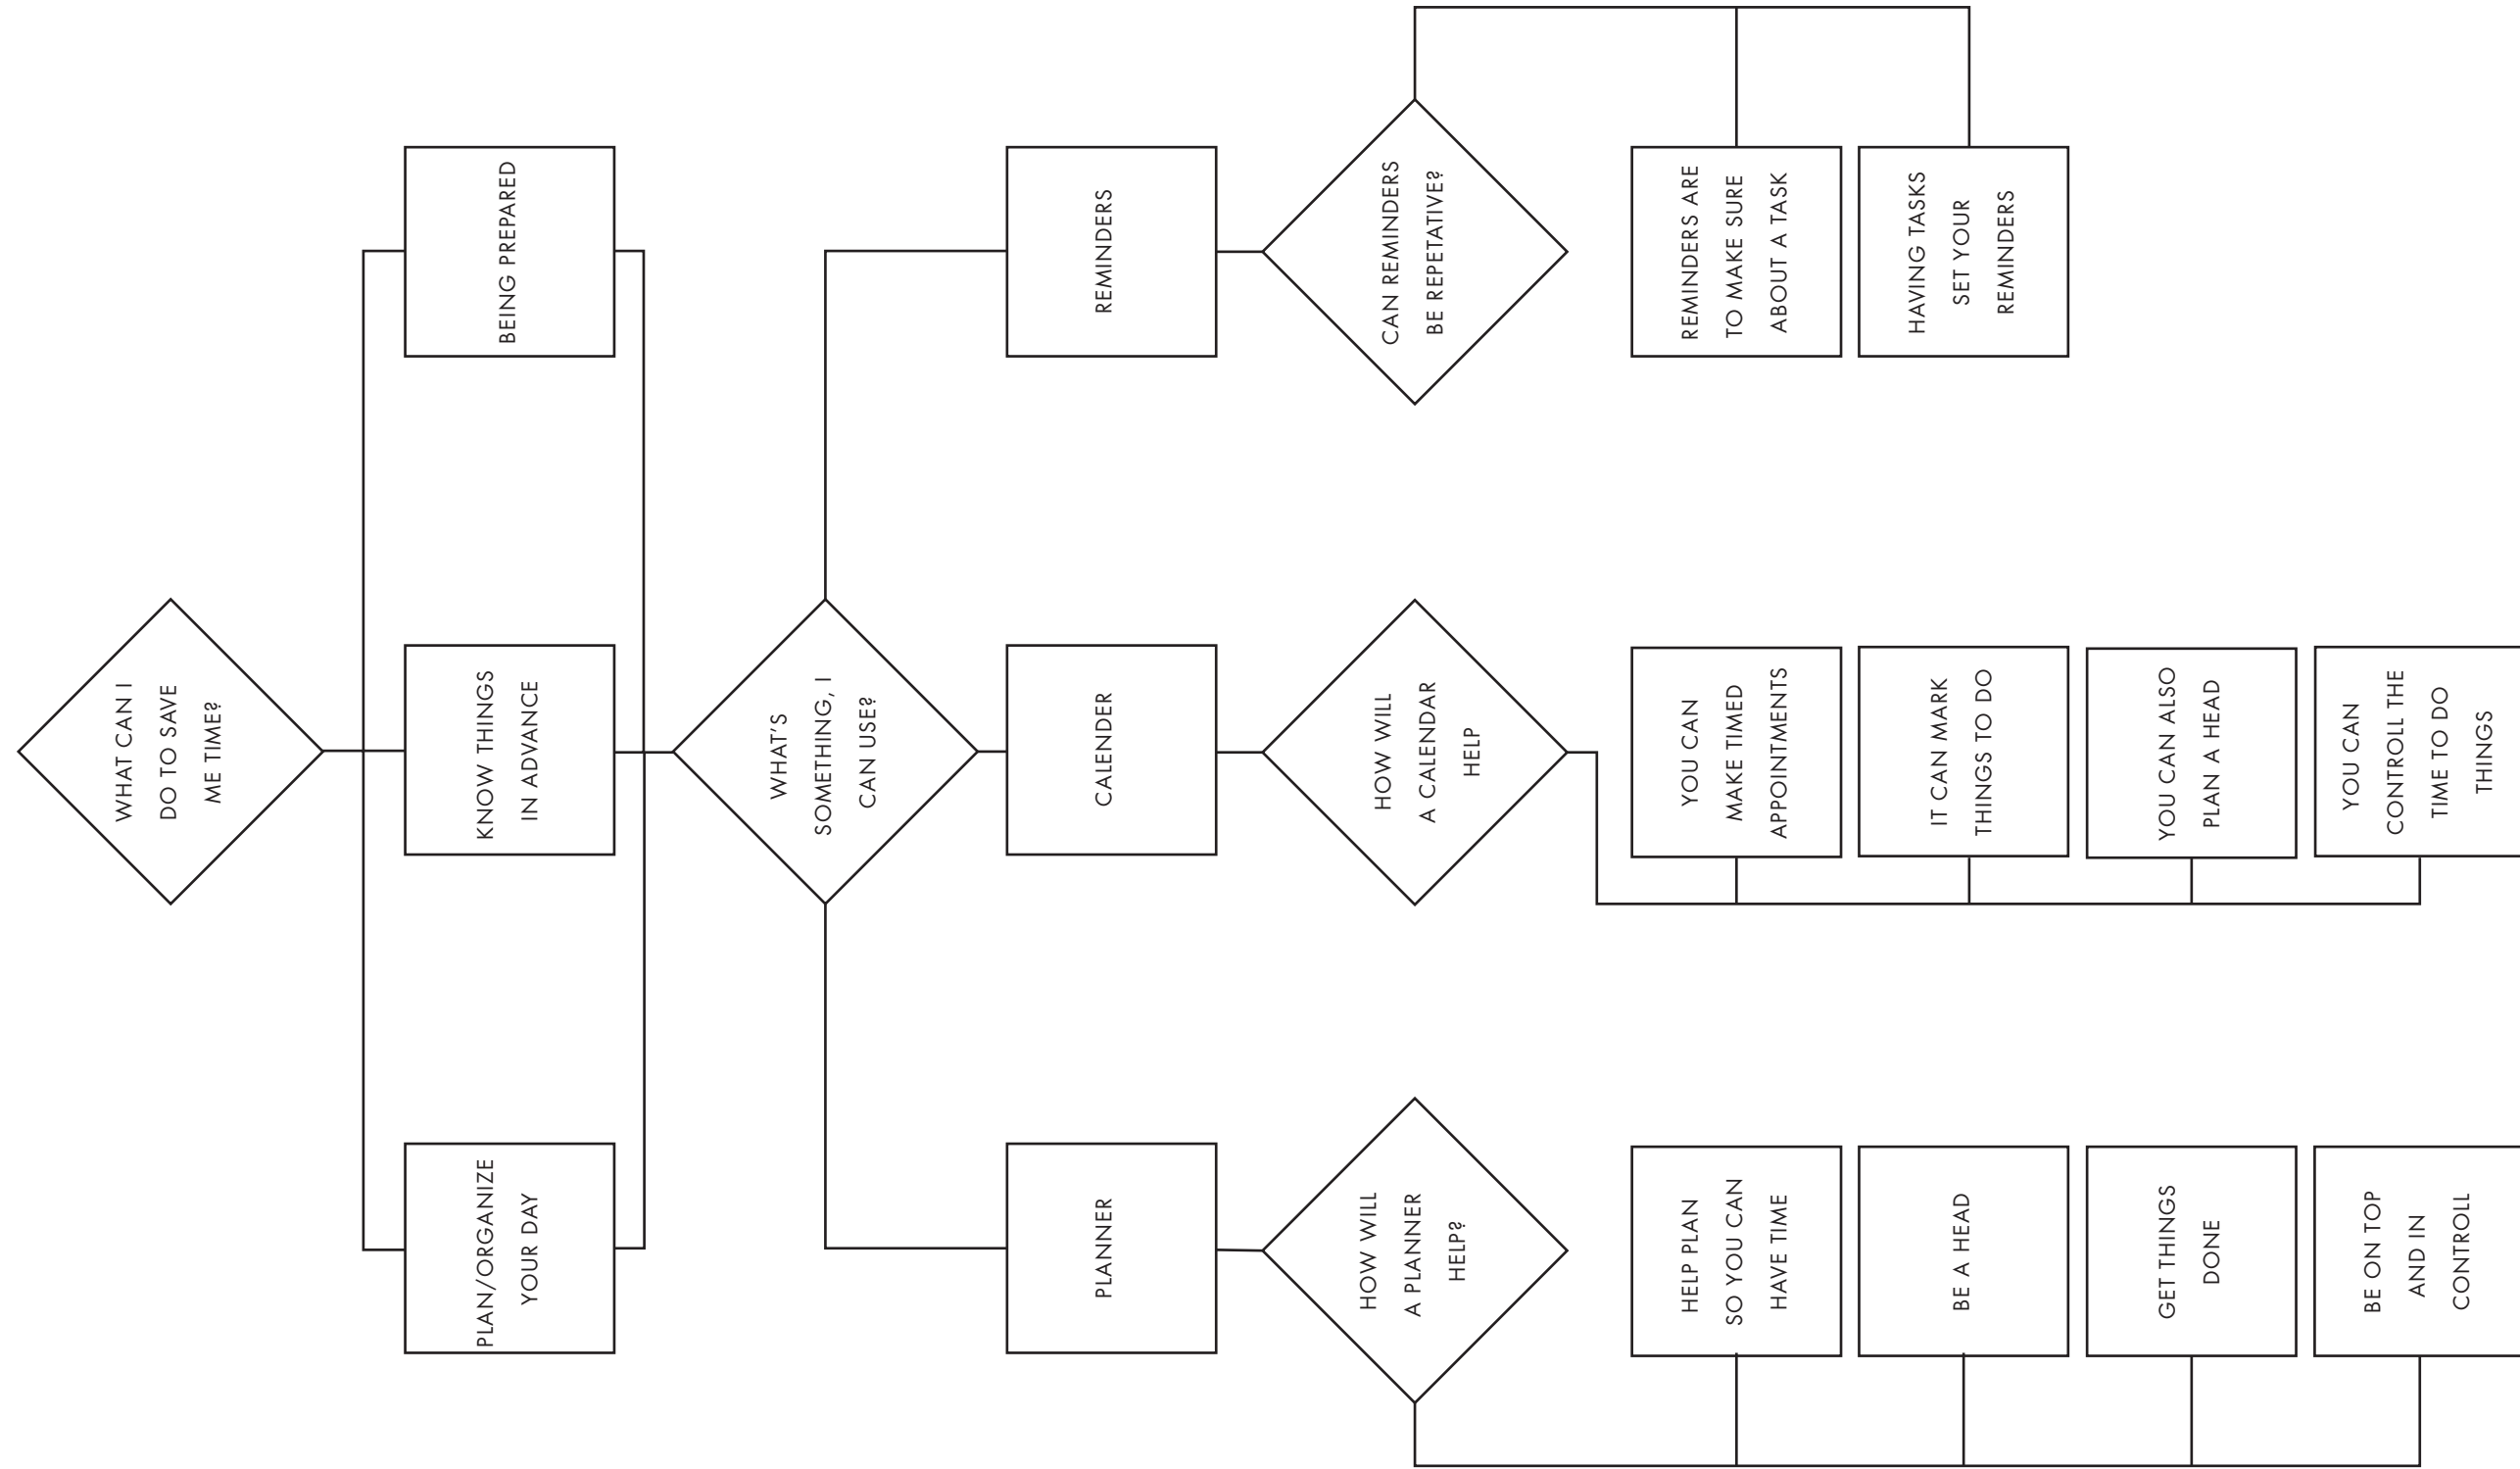 WHAT CAN I
DO TO SAVE
ME TIME?
PLAN/ORGANIZE
YOUR DAY
KNOW THINGS
IN ADVANCE
BEING PREPARED
WHAT'S
SOMETHING, I
CAN USE?
PLANNER
CALENDER
REMINDERS
HOW WILL
A PLANNER
HELP?
HOW WILL
A CALENDAR
HELP
CAN REMINDERS
BE REPETATIVE?
HELP PLAN
SO YOU CAN
HAVE TIME
YOU CAN
MAKE TIMED
APPOINTMENTS
REMINDERS ARE
TO MAKE SURE
ABOUT A TASK
BE A HEAD
IT CAN MARK
THINGS TO DO
HAVING TASKS
SET YOUR
REMINDERS
GET THINGS
DONE
YOU CAN ALSO
PLAN A HEAD
BE ON TOP
AND IN
CONTROLL
YOU CAN
CONTROLL THE
TIME TO DO
THINGS